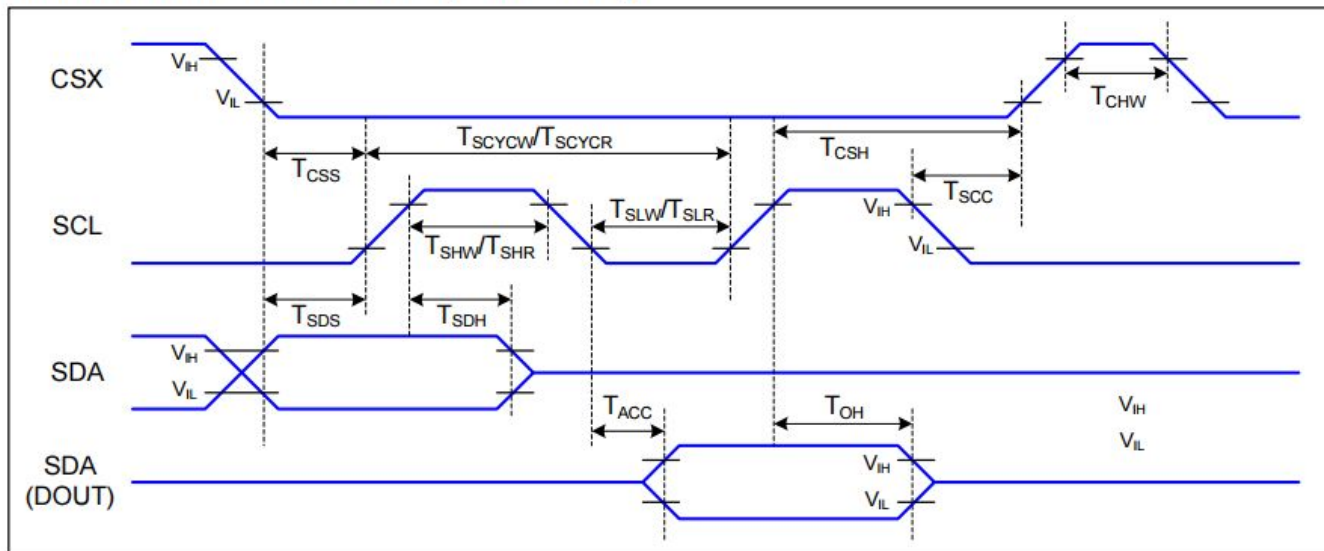 CSX
VIH
VIL
TCHW
TSCYCW/TSCYCR
TCSH
TCSS
TSCC
SCL
TSLW/TSLR
VIH
TSHW/TSHR
VIL
TSDS
TSDH
SDA
VIH
VIL
TACC
TOH
VIH
VIL
SDA
(DOUT)
VIH
VIL